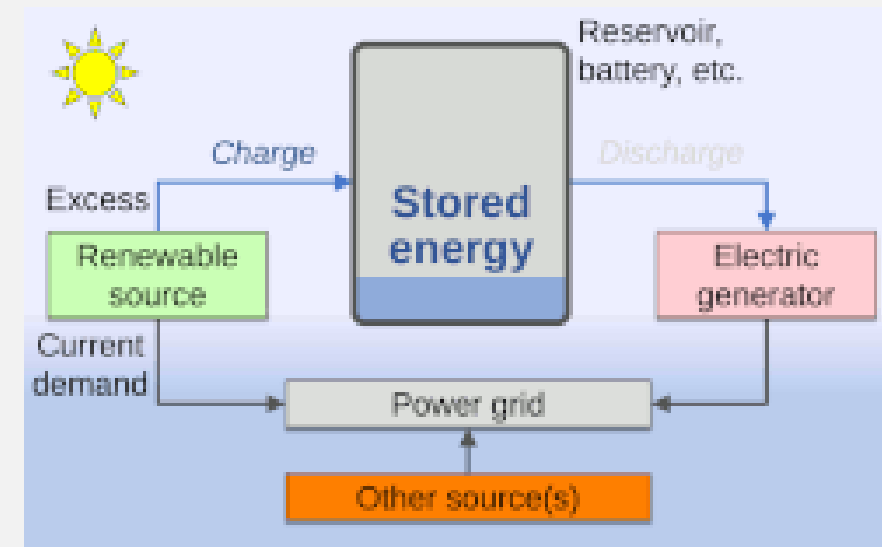 Reservoir,
battery, etc.
Charge
Discharge
Excess
Stored
energy
Renewable
source
Electric
generator
Current
demand
Power grid
Other source(s)